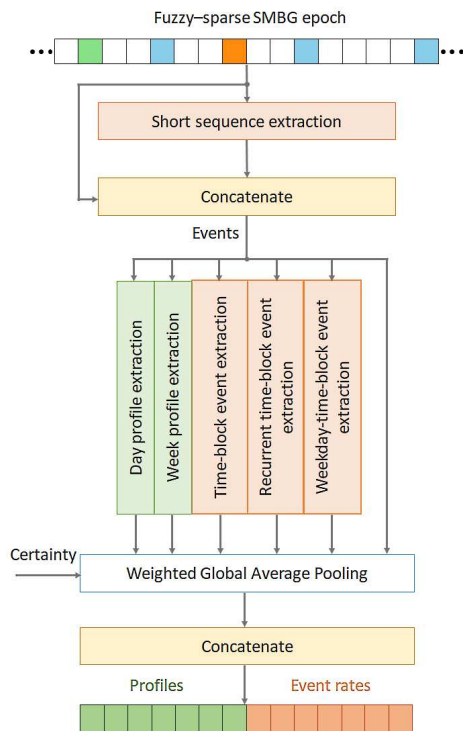 Fuzzy–sparse SMBG epoch
Short sequence extraction
Concatenate
Events
Day profile extraction
Week profile extraction
Time-block event extraction
Recurrent time-block event
extraction
Weekday-time-block event
extraction
Certainty
Weighted Global Average Pooling
Concatenate
Profiles
Event rates